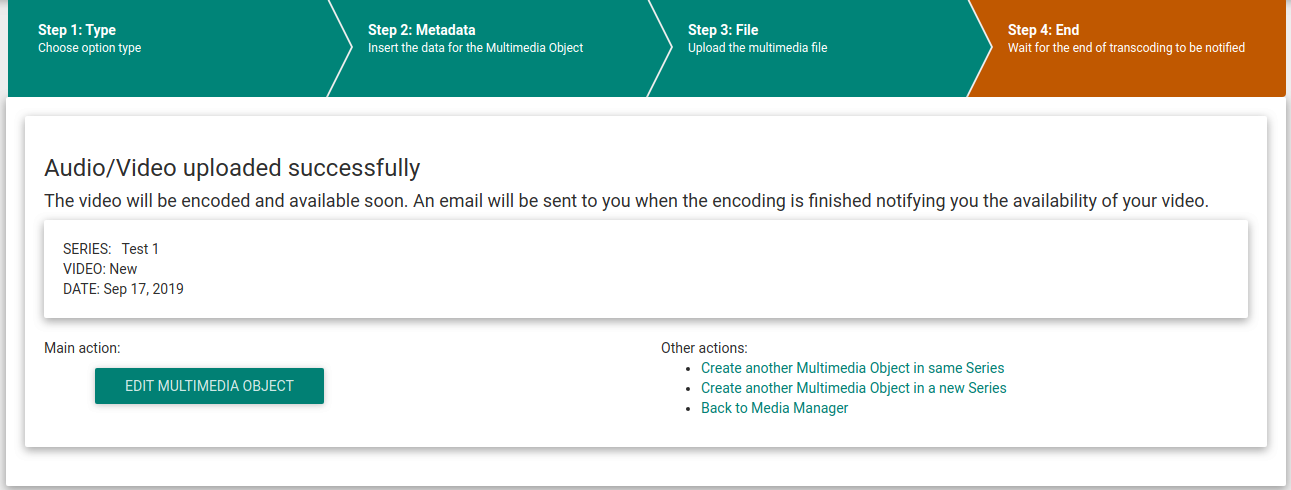 Step 1: Type
Choose option type
Step 2: Metadata
Insert the data for the Multimedia Object
Step 3: File
Upload the multimedia file
Step 4: End
Wait for the end of transcoding to be notified
Audio/Video uploaded successfully
The video will be encoded and available soon. An email will be sent to you when the encoding is finished notifying you the availability of your video.
SERIES: Test 1
VIDEO: New
DATE: Sep 17, 2019
Main action:
EDIT MULTIMEDIA OBJECT
Other actions:
Create another Multimedia Object in same Series
Create another Multimedia Object in a new Series
Back to Media Manager